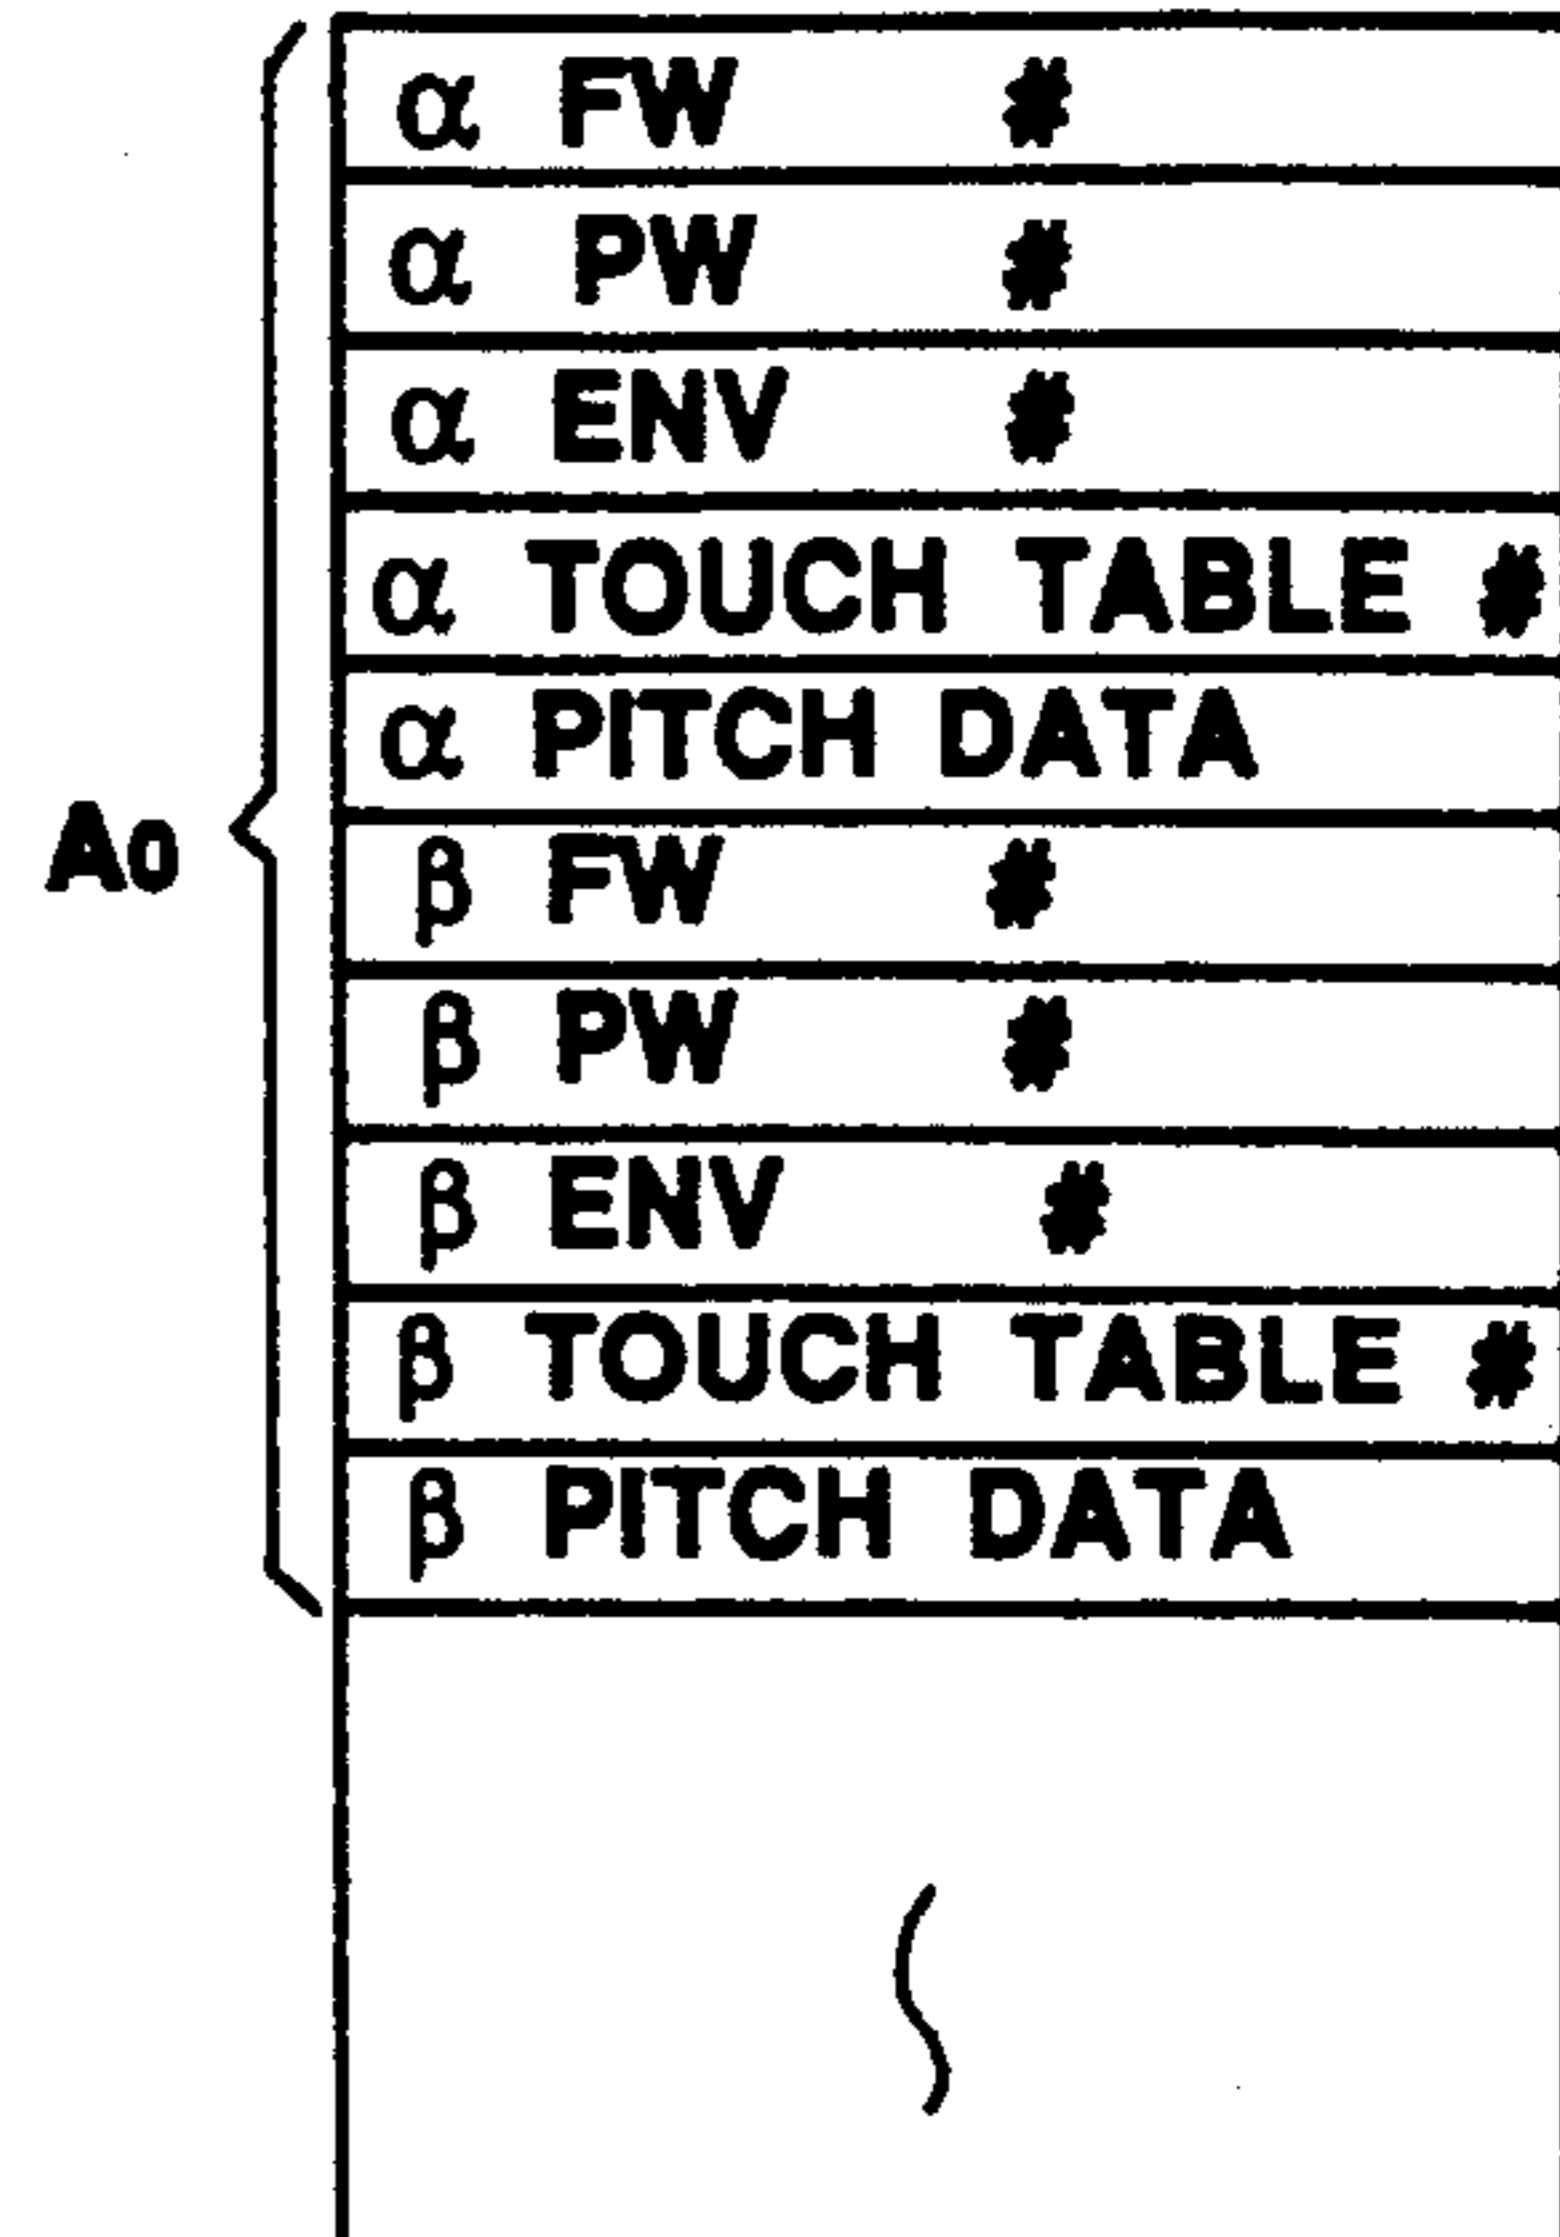 α FW #
α PW #
α ENV #
α TOUCH TABLE #
α PITCH DATA
A0
β FW #
β PW #
β ENV #
β TOUCH TABLE #
β PITCH DATA